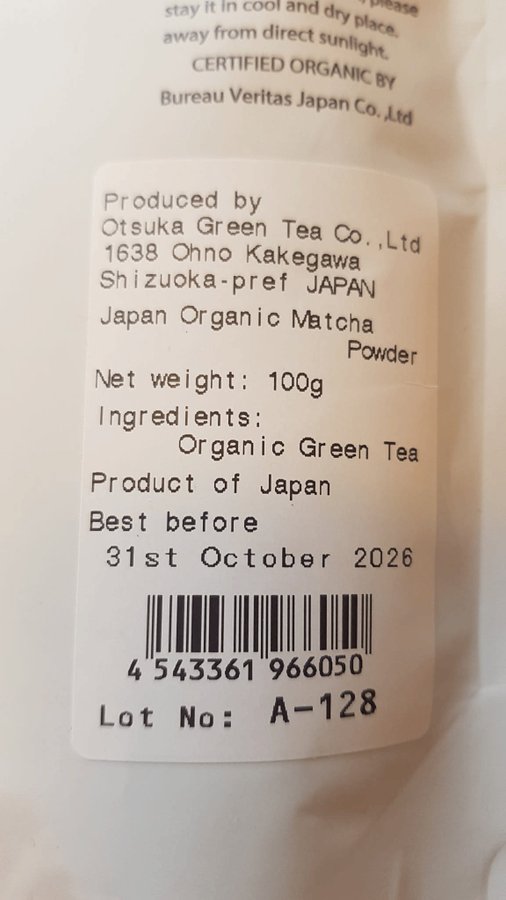 please
stay it in cool and dry place.
away from direct sunlight.
CERTIFIED ORGANIC BY
Bureau Veritas Japan Co. ,Ltd
Produced by
Otsuka Green Tea Co.,Ltd
1638 Ohno Kakegawa
Shizuoka-pref JAPAN
Japan Organic Matcha
Powder
Net weight: 100g
Ingredients:
Organic Green Tea
Product of Japan
Best before
31st October 2026
4 543361 966050
Lot No: A-128